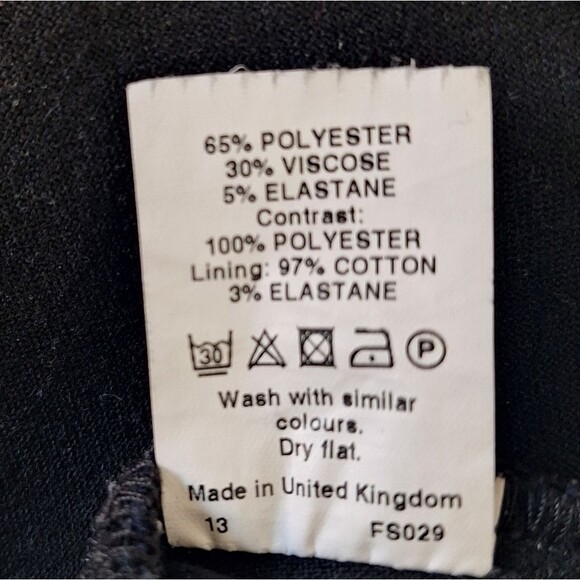 65% POLYESTER
30% VISCOSE
5% ELASTANE
Contrast:
100% POLYESTER
Lining: 97% COTTON
3% ELASTANE
30 P
Wash with similar
colours.
Dry flat.
Made in United Kingdom
13 FS029